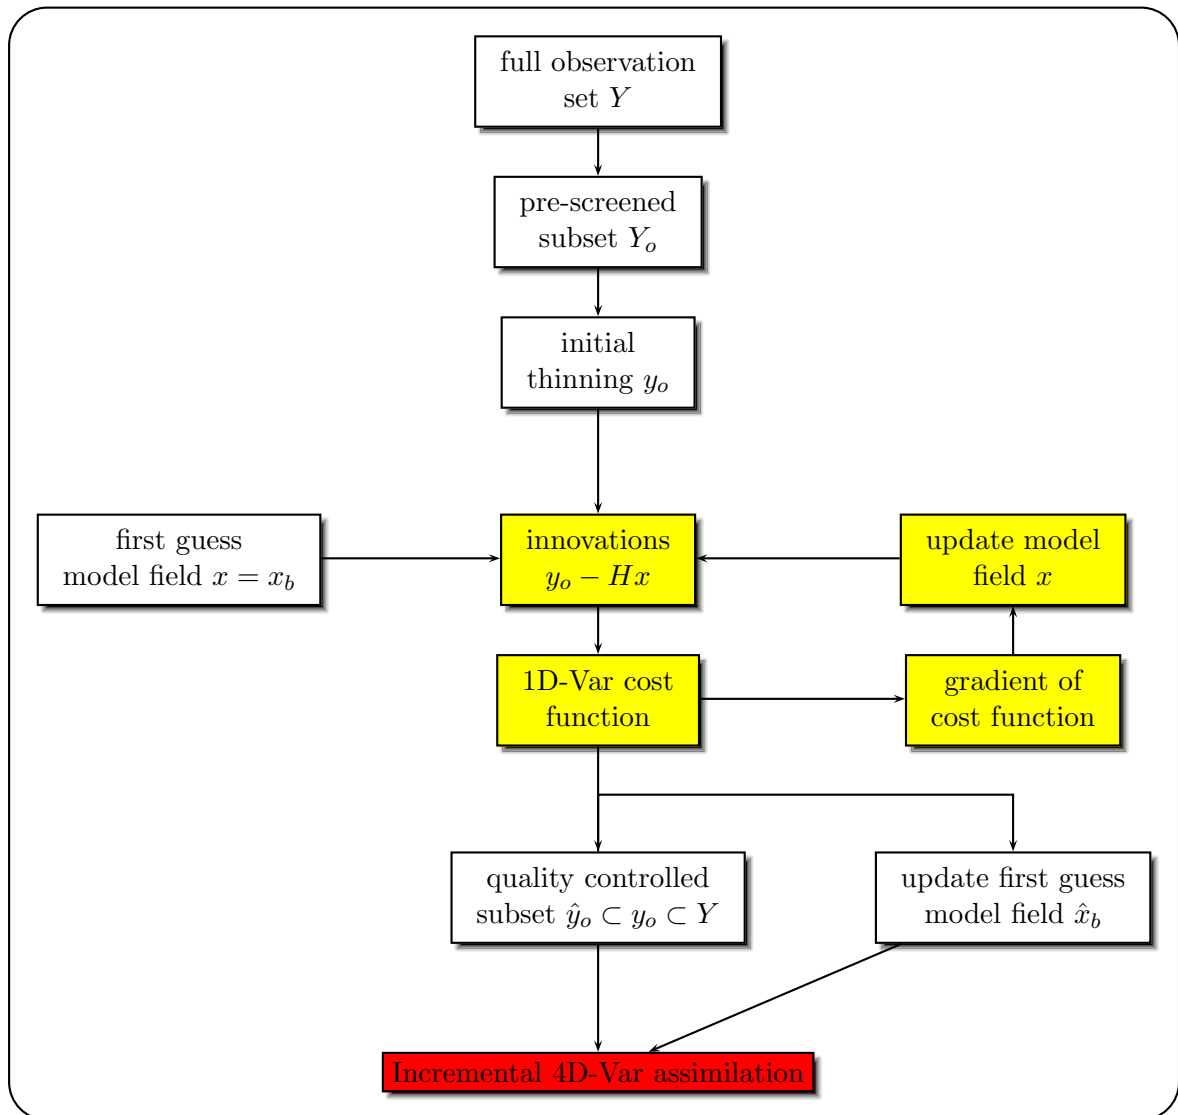 full observation
set Y
pre-screened
subset Yₒ
initial
thinning yₒ
first guess
model field x = x_b
innovations
yₒ − Hx
update model
field x
1D-Var cost
function
gradient of
cost function
quality controlled
subset ŷₒ ⊂ yₒ ⊂ Y
update first guess
model field x̂_b
Incremental 4D-Var assimilation